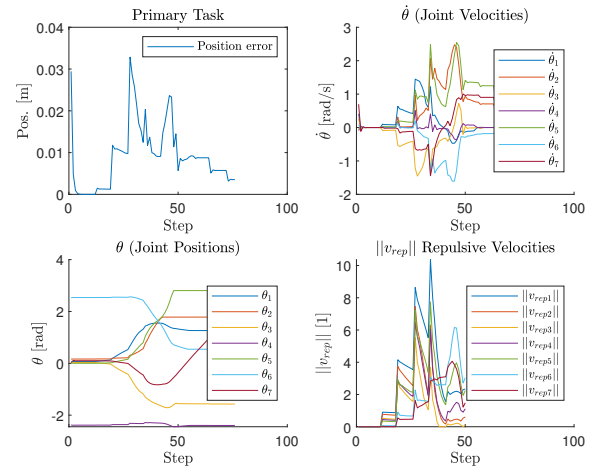 Primary Task
Pos. [m]
0.04
0.03
0.02
0.01
0
0
50
100
Step
Position error
θ̇ (Joint Velocities)
θ̇ [rad/s]
3
2
1
0
-1
-2
0
50
100
Step
θ̇1
θ̇2
θ̇3
θ̇4
θ̇5
θ̇6
θ̇7
θ (Joint Positions)
θ [rad]
4
2
0
-2
0
50
100
Step
θ1
θ2
θ3
θ4
θ5
θ6
θ7
||vrep|| Repulsive Velocities
||vrep|| [1]
10
8
6
4
2
0
0
50
100
Step
||vrep1||
||vrep2||
||vrep3||
||vrep4||
||vrep5||
||vrep6||
||vrep7||